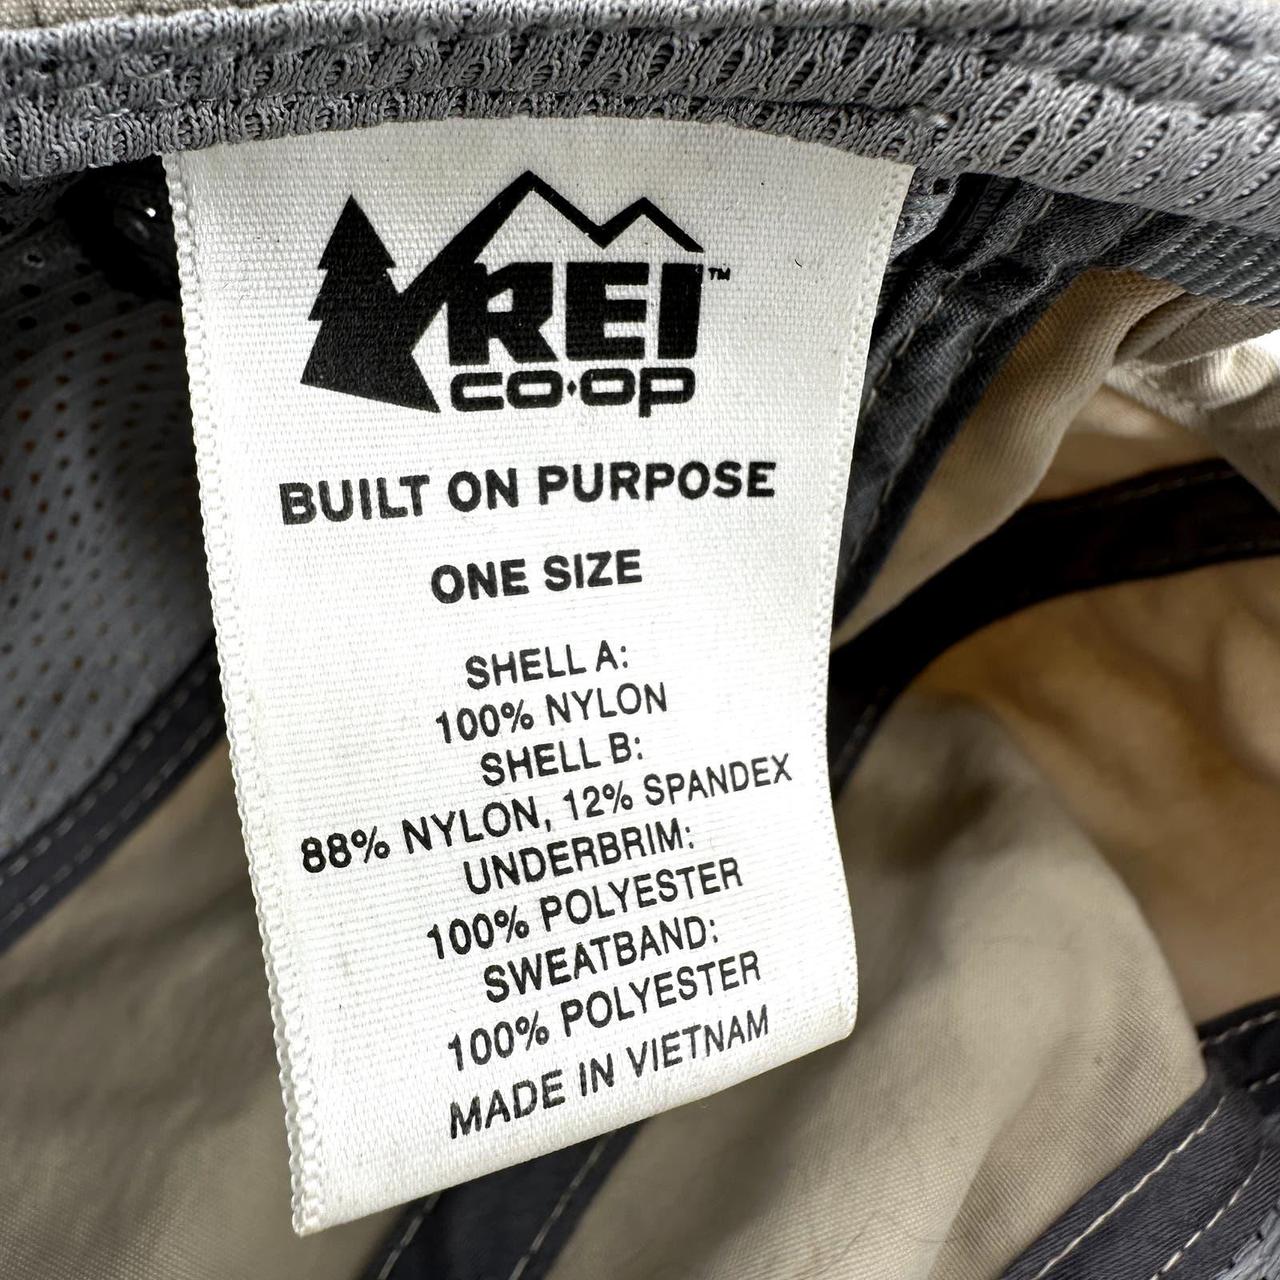 REI™
CO·OP
BUILT ON PURPOSE
ONE SIZE
SHELL A:
100% NYLON
SHELL B:
88% NYLON, 12% SPANDEX
UNDERBRIM:
100% POLYESTER
SWEATBAND:
100% POLYESTER
MADE IN VIETNAM